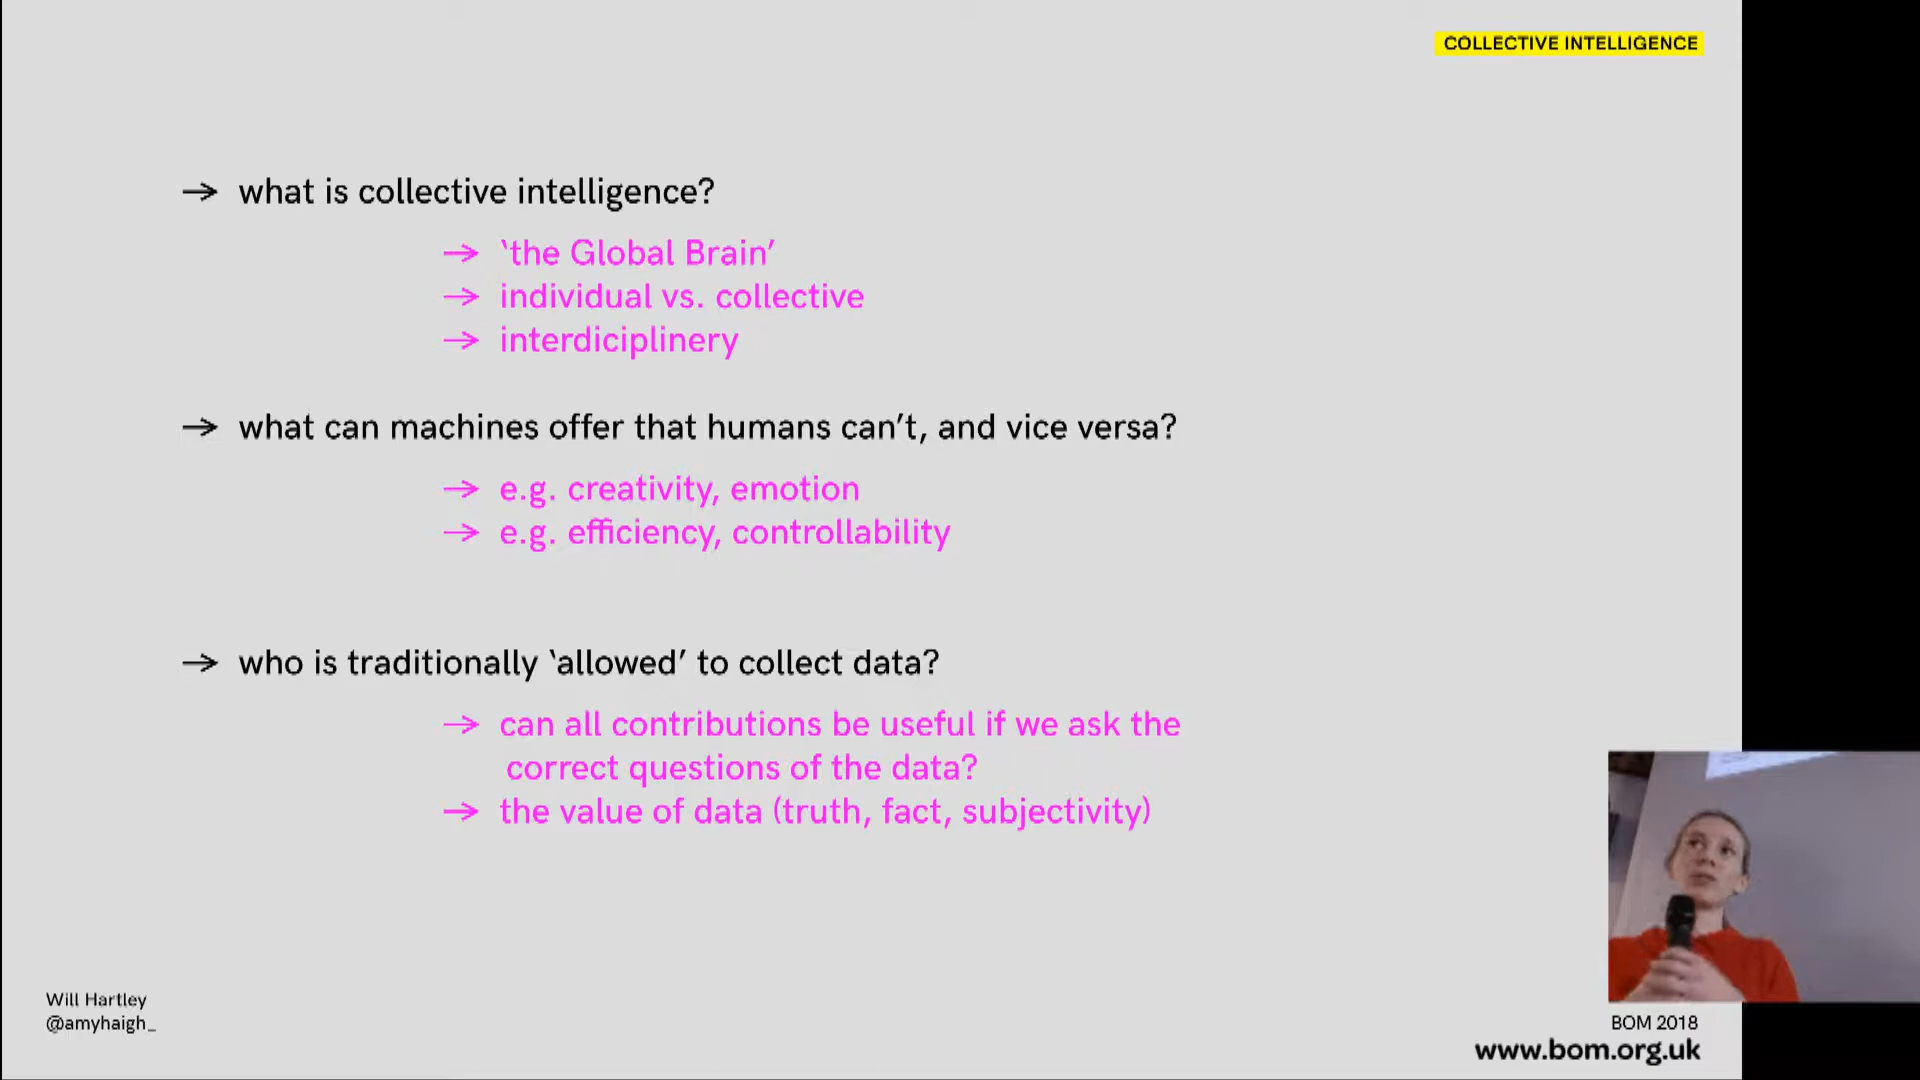 COLLECTIVE INTELLIGENCE
→ what is collective intelligence?
→ ‘the Global Brain’
→ individual vs. collective
→ interdiciplinery
→ what can machines offer that humans can’t, and vice versa?
→ e.g. creativity, emotion
→ e.g. efficiency, controllability
→ who is traditionally ‘allowed’ to collect data?
→ can all contributions be useful if we ask the
correct questions of the data?
→ the value of data (truth, fact, subjectivity)
Will Hartley
@amyhaigh_
BOM 2018
www.bom.org.uk